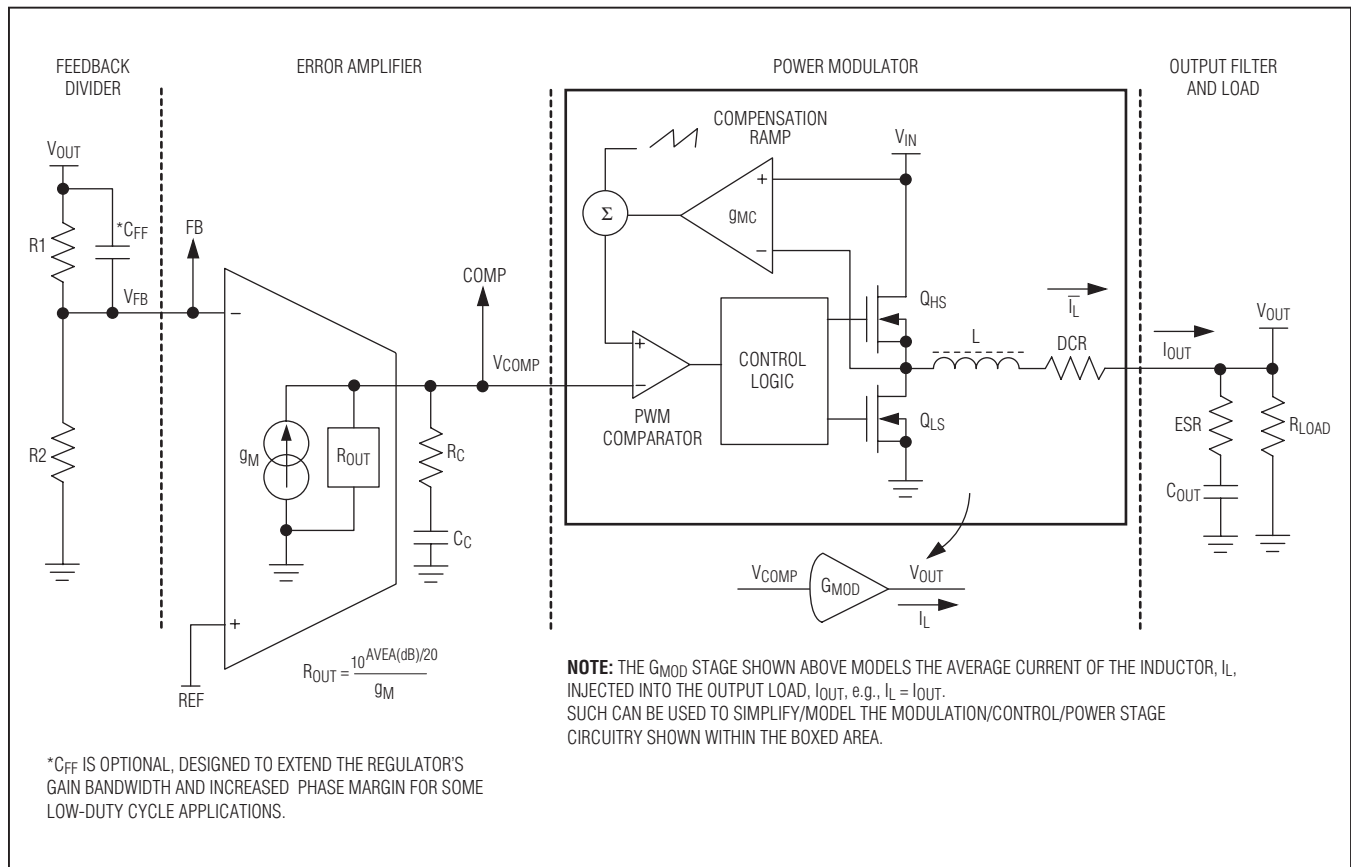 FEEDBACK
DIVIDER
ERROR AMPLIFIER
POWER MODULATOR
OUTPUT FILTER
AND LOAD
VOUT
R1
*CFF
VFB
R2
FB
−
gM
ROUT
+
REF
ROUT = 10^AVEA(dB)/20
gM
COMP
VCOMP
RC
CC
COMPENSATION
RAMP
Σ
gMC
+
−
VIN
+
−
PWM
COMPARATOR
CONTROL
LOGIC
QHS
QLS
IL
L
DCR
IOUT
VOUT
ESR
COUT
RLOAD
VCOMP
GMOD
VOUT
IL
NOTE: THE GMOD STAGE SHOWN ABOVE MODELS THE AVERAGE CURRENT OF THE INDUCTOR, IL,
INJECTED INTO THE OUTPUT LOAD, IOUT, e.g., IL = IOUT.
SUCH CAN BE USED TO SIMPLIFY/MODEL THE MODULATION/CONTROL/POWER STAGE
CIRCUITRY SHOWN WITHIN THE BOXED AREA.
*CFF IS OPTIONAL, DESIGNED TO EXTEND THE REGULATOR'S
GAIN BANDWIDTH AND INCREASED PHASE MARGIN FOR SOME
LOW-DUTY CYCLE APPLICATIONS.